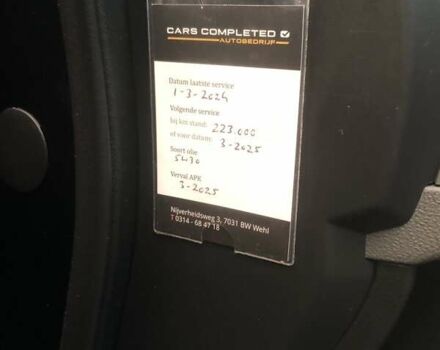 CARS COMPLETED
AUTOBEDRIJF
Datum laatste service
1-3-2024
Volgende service
bij km stand: 223.000
of voor datum: 3-2025
Soort olie
5w30
Verval APK
3-2025
Nijverheidsweg 3, 7031 BW Wehl
T 0314 - 68 47 18